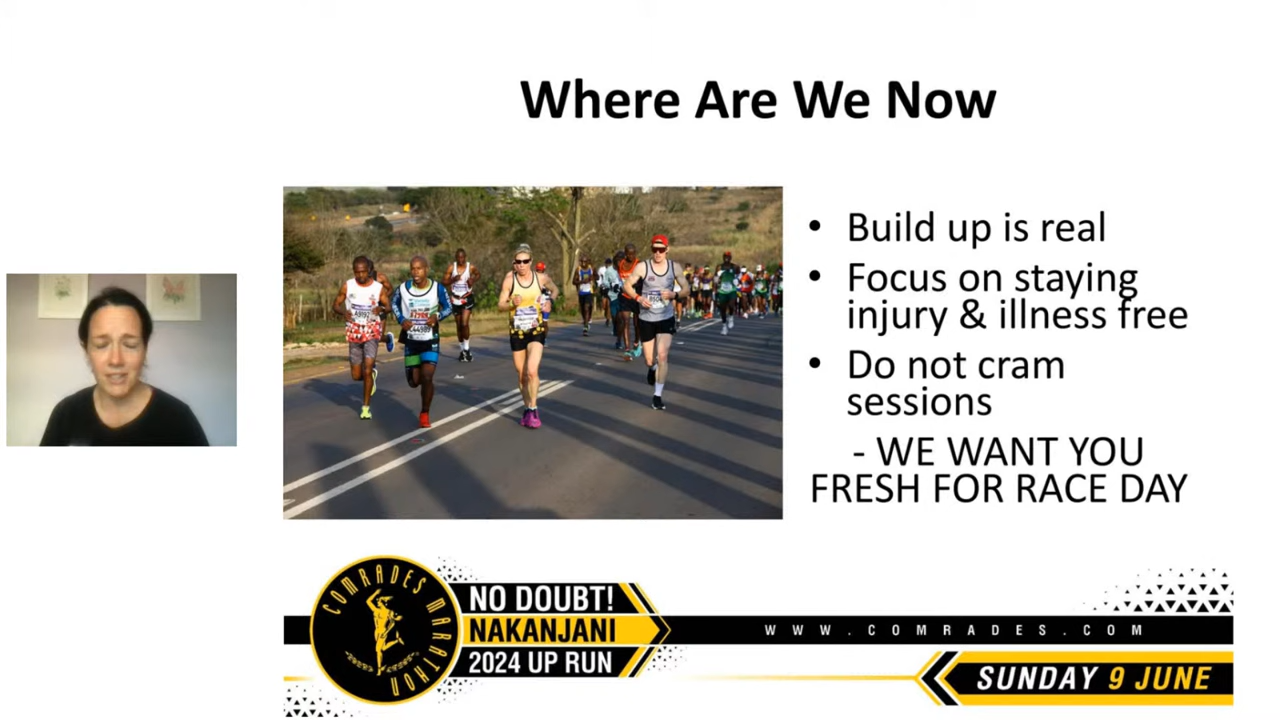 Where Are We Now
• Build up is real
• Focus on staying
injury & illness free
• Do not cram
sessions
- WE WANT YOU
FRESH FOR RACE DAY
COMRADES MARATHON
NO DOUBT!
NAKANJANI
2024 UP RUN
WWW.COMRADES.COM
SUNDAY 9 JUNE